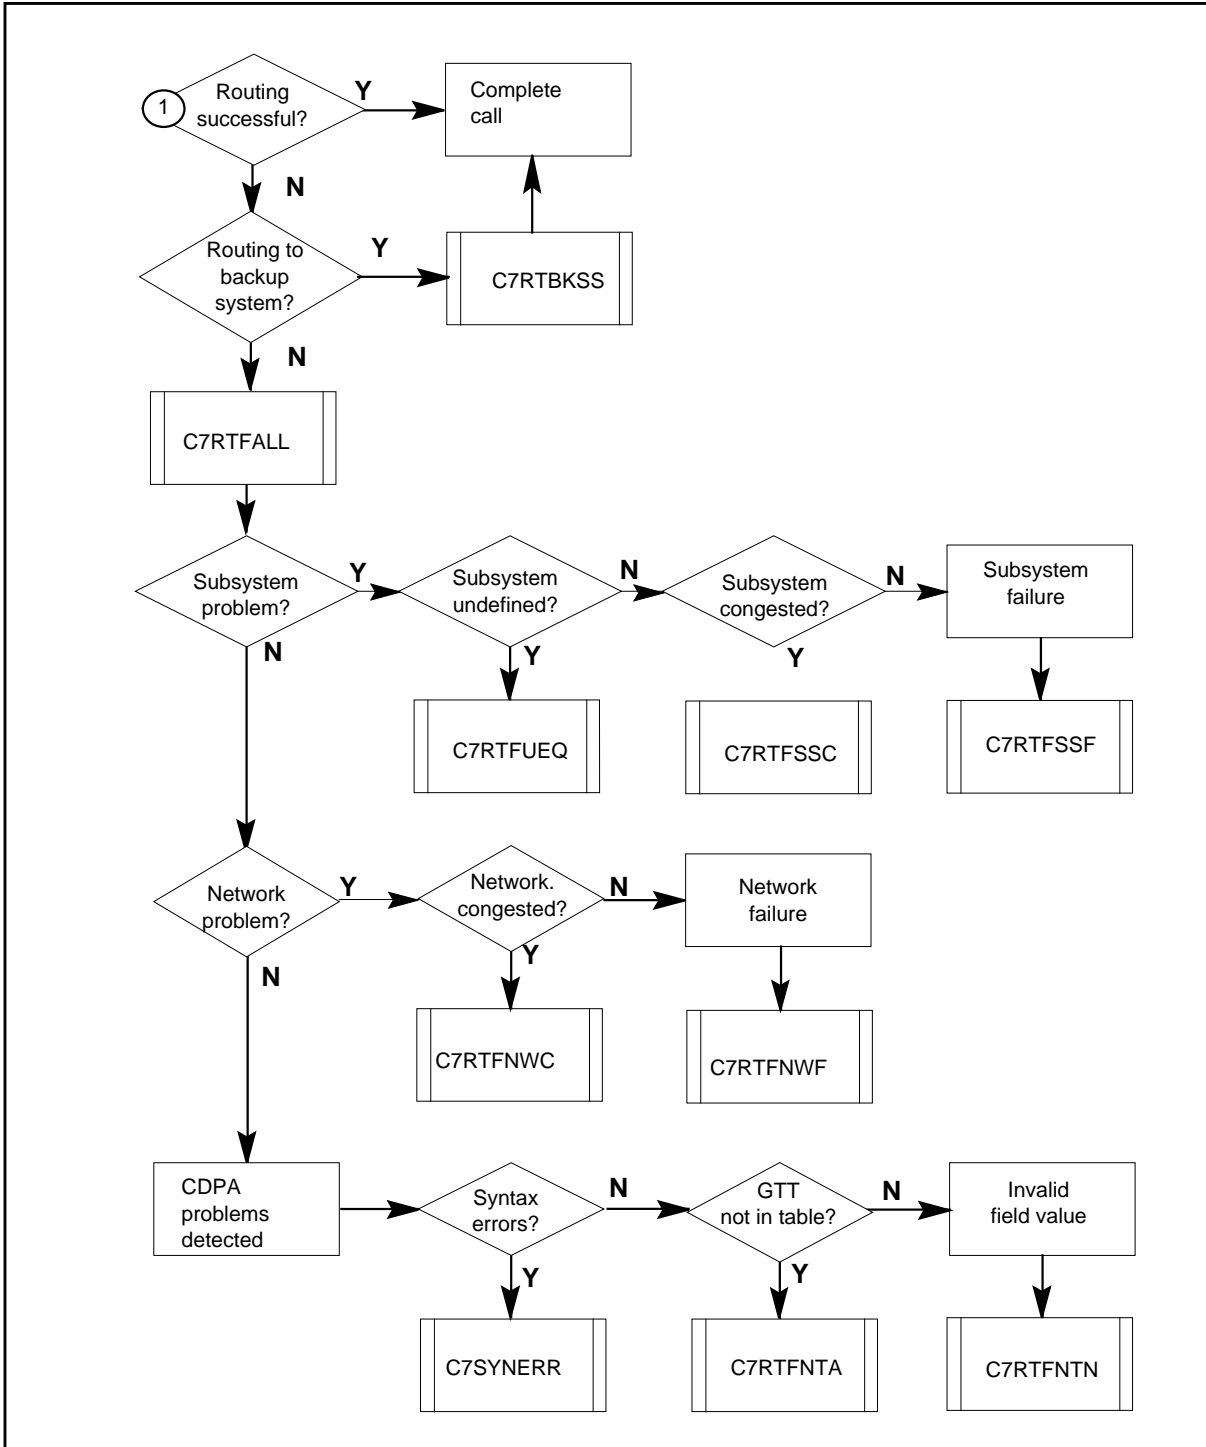 1
Routing
successful?
Y
Complete
call
N
Routing to
backup
system?
Y
C7RTBKSS
N
C7RTFALL
Subsystem
problem?
Y
Subsystem
undefined?
N
Subsystem
congested?
N
Subsystem
failure
N
Y
Y
C7RTFUEQ
C7RTFSSC
C7RTFSSF
Network
problem?
Y
Network.
congested?
N
Network
failure
N
Y
C7RTFNWC
C7RTFNWF
CDPA
problems
detected
Syntax
errors?
N
GTT
not in table?
N
Invalid
field value
Y
Y
C7SYNERR
C7RTFNTA
C7RTFNTN